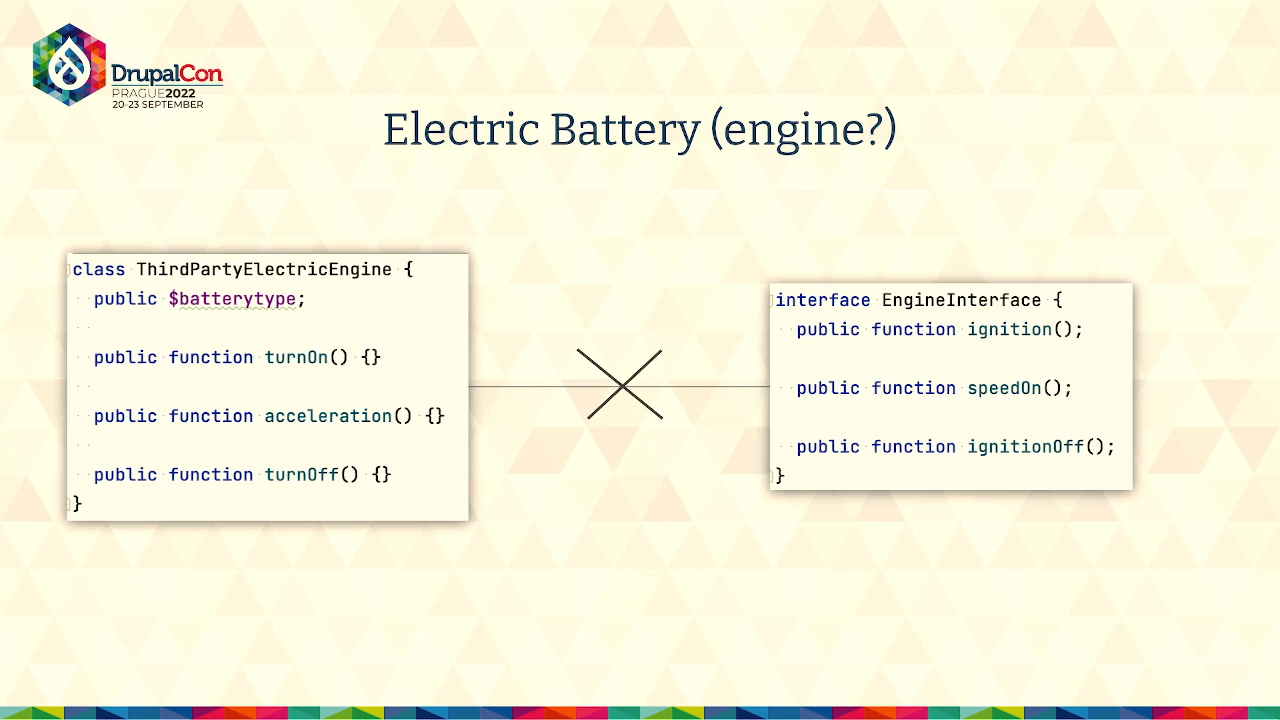 DrupalCon
PRAGUE2022
20-23 SEPTEMBER
Electric Battery (engine?)
class ThirdPartyElectricEngine {
public $batterytype;
public function turnOn() {}
public function acceleration() {}
public function turnOff() {}
}
interface EngineInterface {
public function ignition();
public function speedOn();
public function ignitionOff();
}